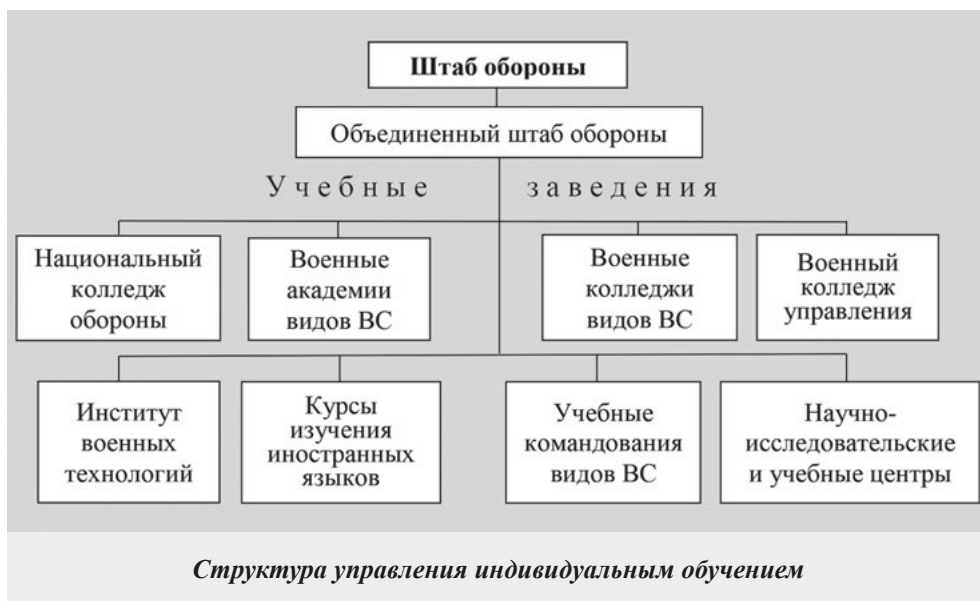 Штаб обороны
Объединенный штаб обороны
Учебные заведения
Национальный
колледж
обороны
Военные
академии
видов ВС
Военные
колледжи
видов ВС
Военный
колледж
управления
Институт
военных
технологий
Курсы
изучения
иностранных
языков
Учебные
командования
видов ВС
Научно-
исследовательские
и учебные центры
Структура управления индивидуальным обучением